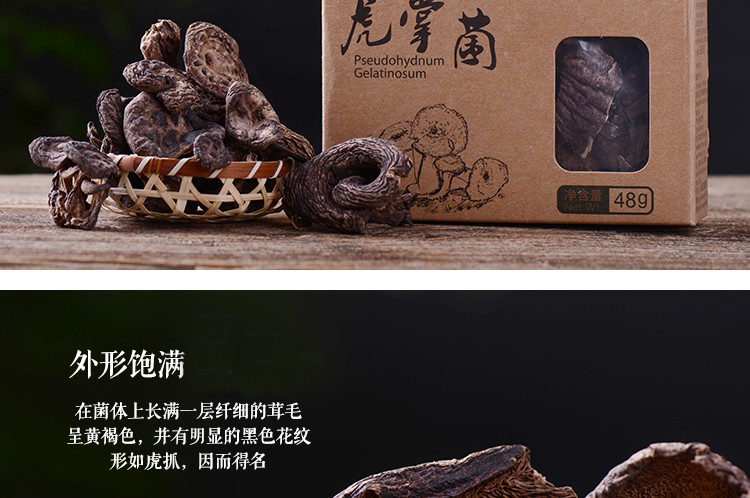 虎掌菌
Pseudohydnum
Gelatinosum
净含量
Net Wt
48g
外形饱满
在菌体上长满一层纤细的茸毛
呈黄褐色，并有明显的黑色花纹
形如虎抓，因而得名